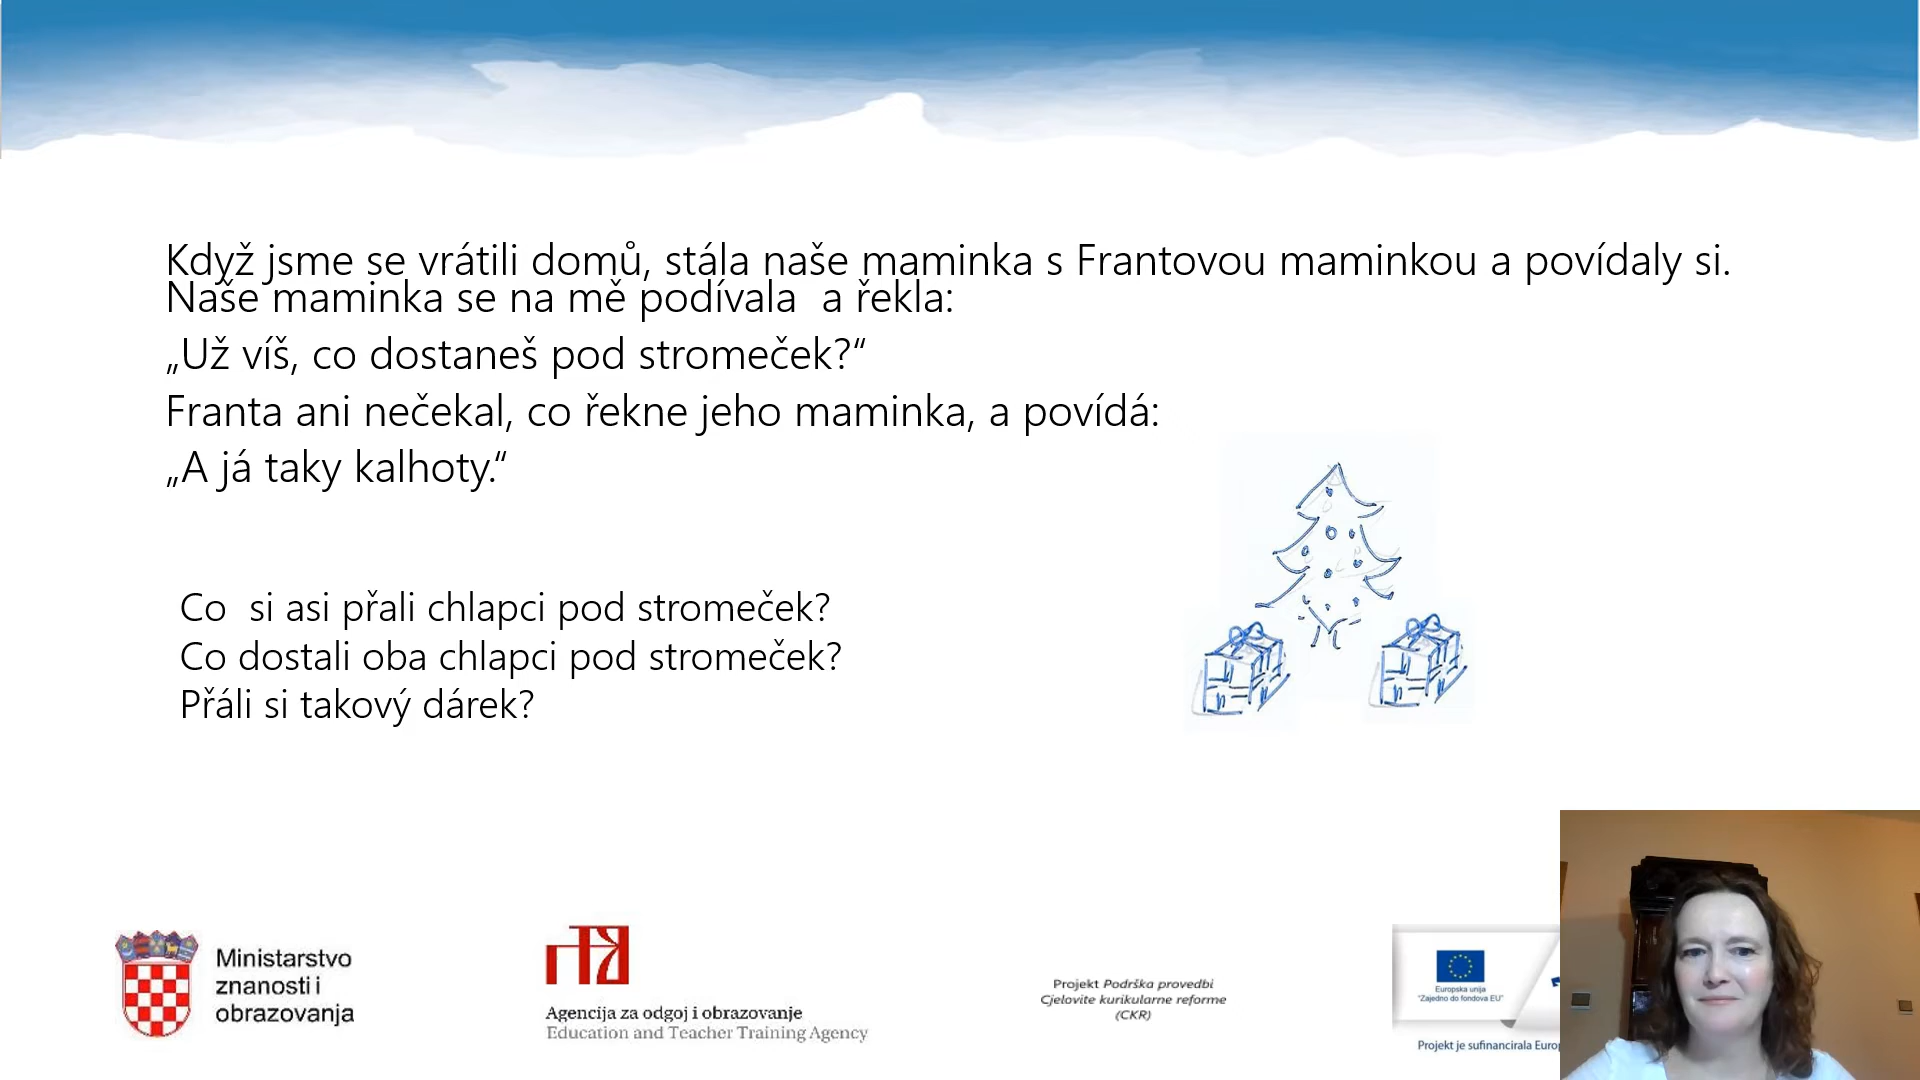 Když jsme se vrátili domů, stála naše maminka s Frantovou maminkou a povídaly si.
Naše maminka se na mě podívala  a řekla:
„Už víš, co dostaneš pod stromeček?“
Franta ani nečekal, co řekne jeho maminka, a povídá:
„A já taky kalhoty.“
Co  si asi přali chlapci pod stromeček?
Co dostali oba chlapci pod stromeček?
Přáli si takový dárek?
Ministarstvo
znanosti i
obrazovanja
Agencija za odgoj i obrazovanje
Education and Teacher Training Agency
Projekt Podrška provedbi
Cjelovite kurikularne reforme
(CKR)
Europska unija
"Zajedno do fondova EU"
Projekt je sufinancirala